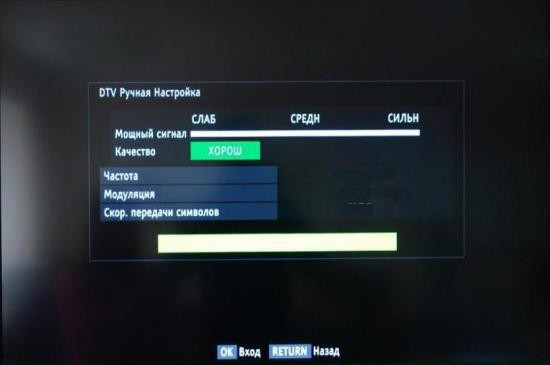 DTV Ручная Настройка
СЛАБ СРЕДН СИЛЬН
Мощный сигнал
Качество ХОРОШ
Частота
Модуляция
Скор. передачи символов ----
OK Вход RETURN Назад